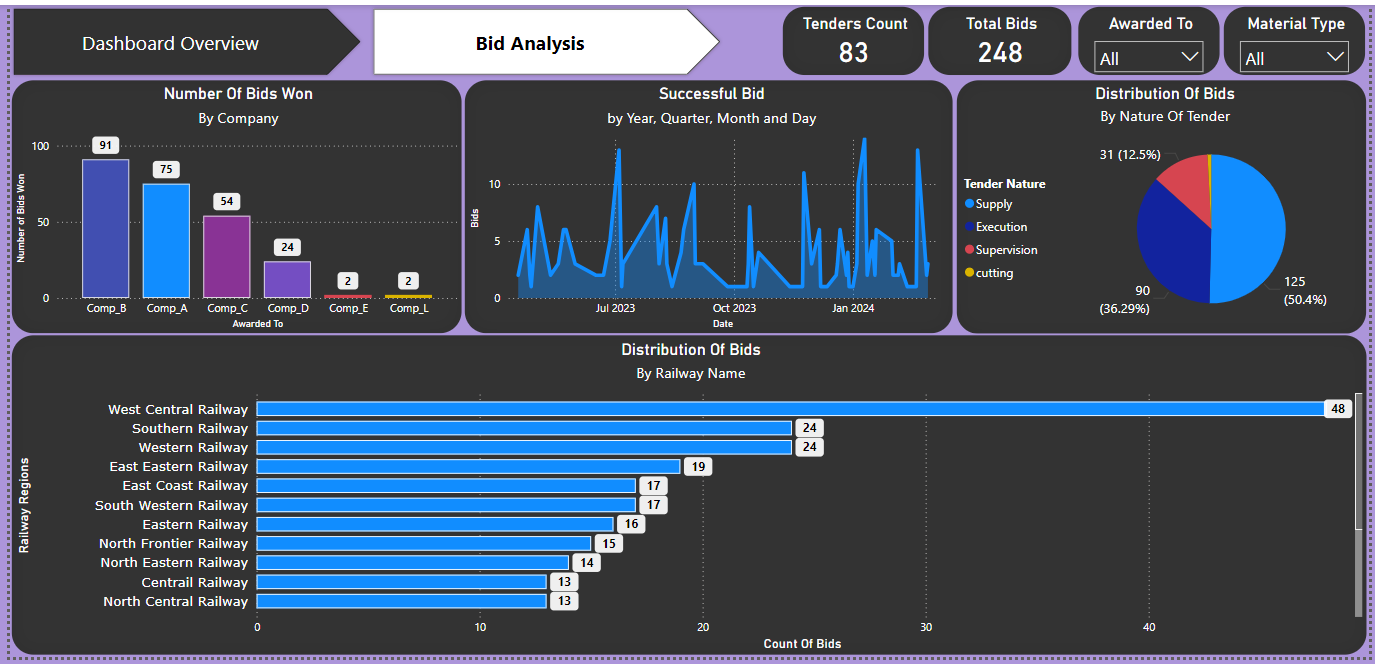 Dashboard Overview
Bid Analysis
Tenders Count
83
Total Bids
248
Awarded To
All
Material Type
All
Number Of Bids Won
By Company
Number of Bids Won
100
50
0
91
75
54
24
2
2
Comp_B
Comp_A
Comp_C
Comp_D
Comp_E
Comp_L
Awarded To
Successful Bid
by Year, Quarter, Month and Day
Bids
10
5
0
Jul 2023
Oct 2023
Jan 2024
Date
Distribution Of Bids
By Nature Of Tender
Tender Nature
Supply
Execution
Supervision
cutting
31 (12.5%)
90
(36.29%)
125
(50.4%)
Distribution Of Bids
By Railway Name
Railway Regions
West Central Railway 48
Southern Railway 24
Western Railway 24
East Eastern Railway 19
East Coast Railway 17
South Western Railway 17
Eastern Railway 16
North Frontier Railway 15
North Eastern Railway 14
Centrail Railway 13
North Central Railway 13
0 10 20 30 40
Count Of Bids